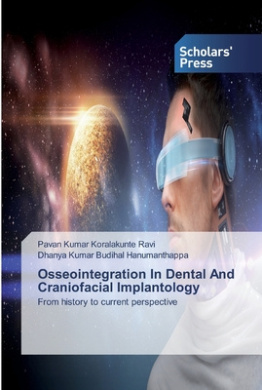 Scholars'
Press
Pavan Kumar Koralakunte Ravi
Dhanya Kumar Budihal Hanumanthappa
Osseointegration In Dental And
Craniofacial Implantology
From history to current perspective